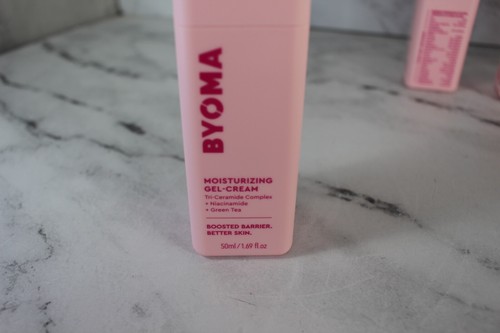 BYOMA
MOISTURIZING
GEL-CREAM
Tri-Ceramide Complex
+ Niacinamide
+ Green Tea
BOOSTED BARRIER.
BETTER SKIN.
50ml/1.69 fl oz